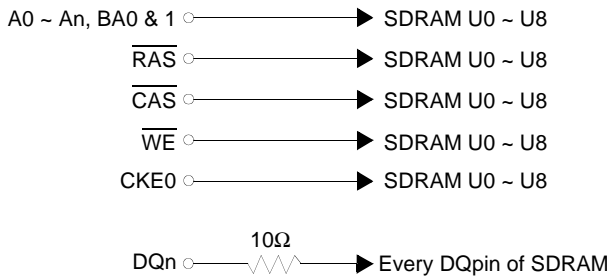 A0 ~ An, BA0 & 1 SDRAM U0 ~ U8
RAS SDRAM U0 ~ U8
CAS SDRAM U0 ~ U8
WE SDRAM U0 ~ U8
CKE0 SDRAM U0 ~ U8
10Ω
DQn Every DQpin of SDRAM